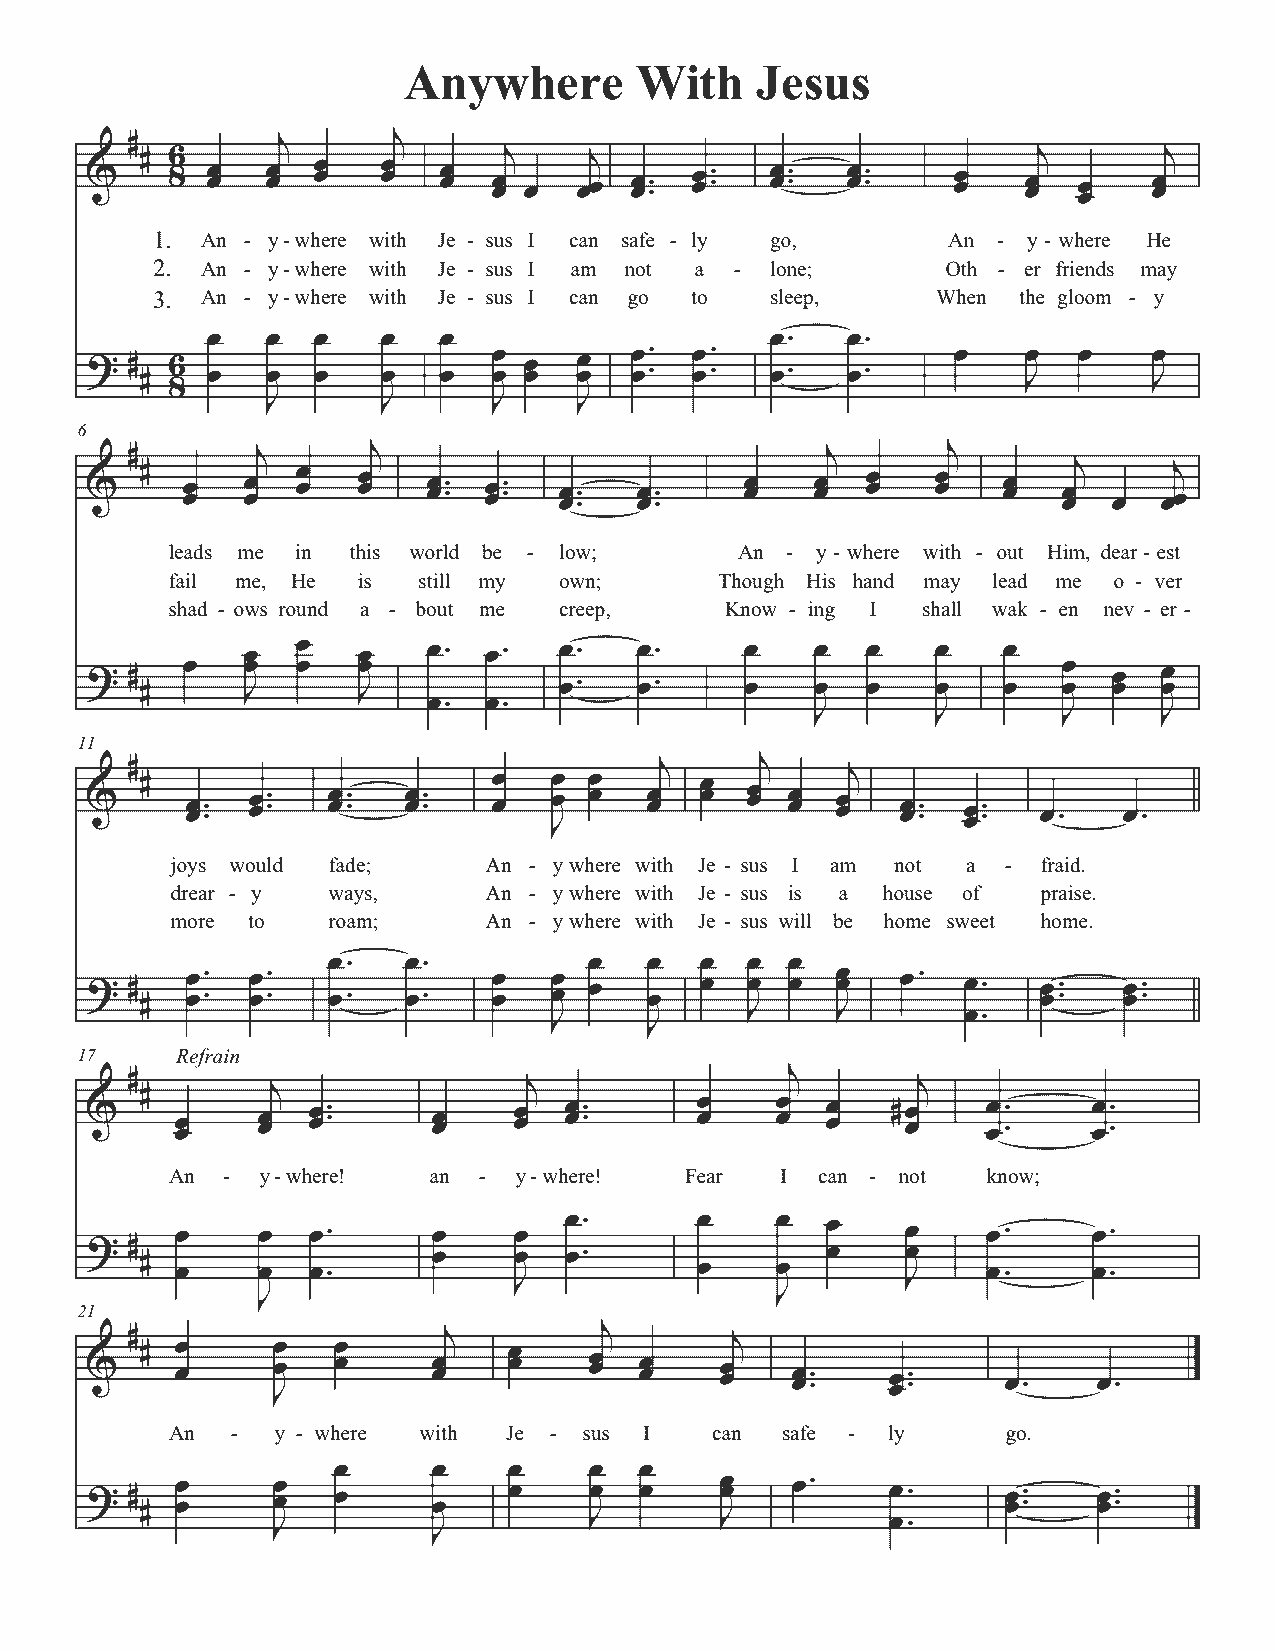 Anywhere With Jesus
1. An - y - where with Je - sus I can safe - ly go, An - y - where He
2. An - y - where with Je - sus I am not a - lone; Oth - er friends may
3. An - y - where with Je - sus I can go to sleep, When the gloom - y
6
leads me in this world be - low; An - y - where with - out Him, dear - est
fail me, He is still my own; Though His hand may lead me o - ver
shad - ows round a - bout me creep, Know - ing I shall wak - en nev - er -
11
joys would fade; An - y where with Je - sus I am not a - fraid.
drear - y ways, An - y where with Je - sus is a house of praise.
more to roam; An - y where with Je - sus will be home sweet home.
17 Refrain
An - y - where! an - y - where! Fear I can - not know;
21
An - y - where with Je - sus I can safe - ly go.